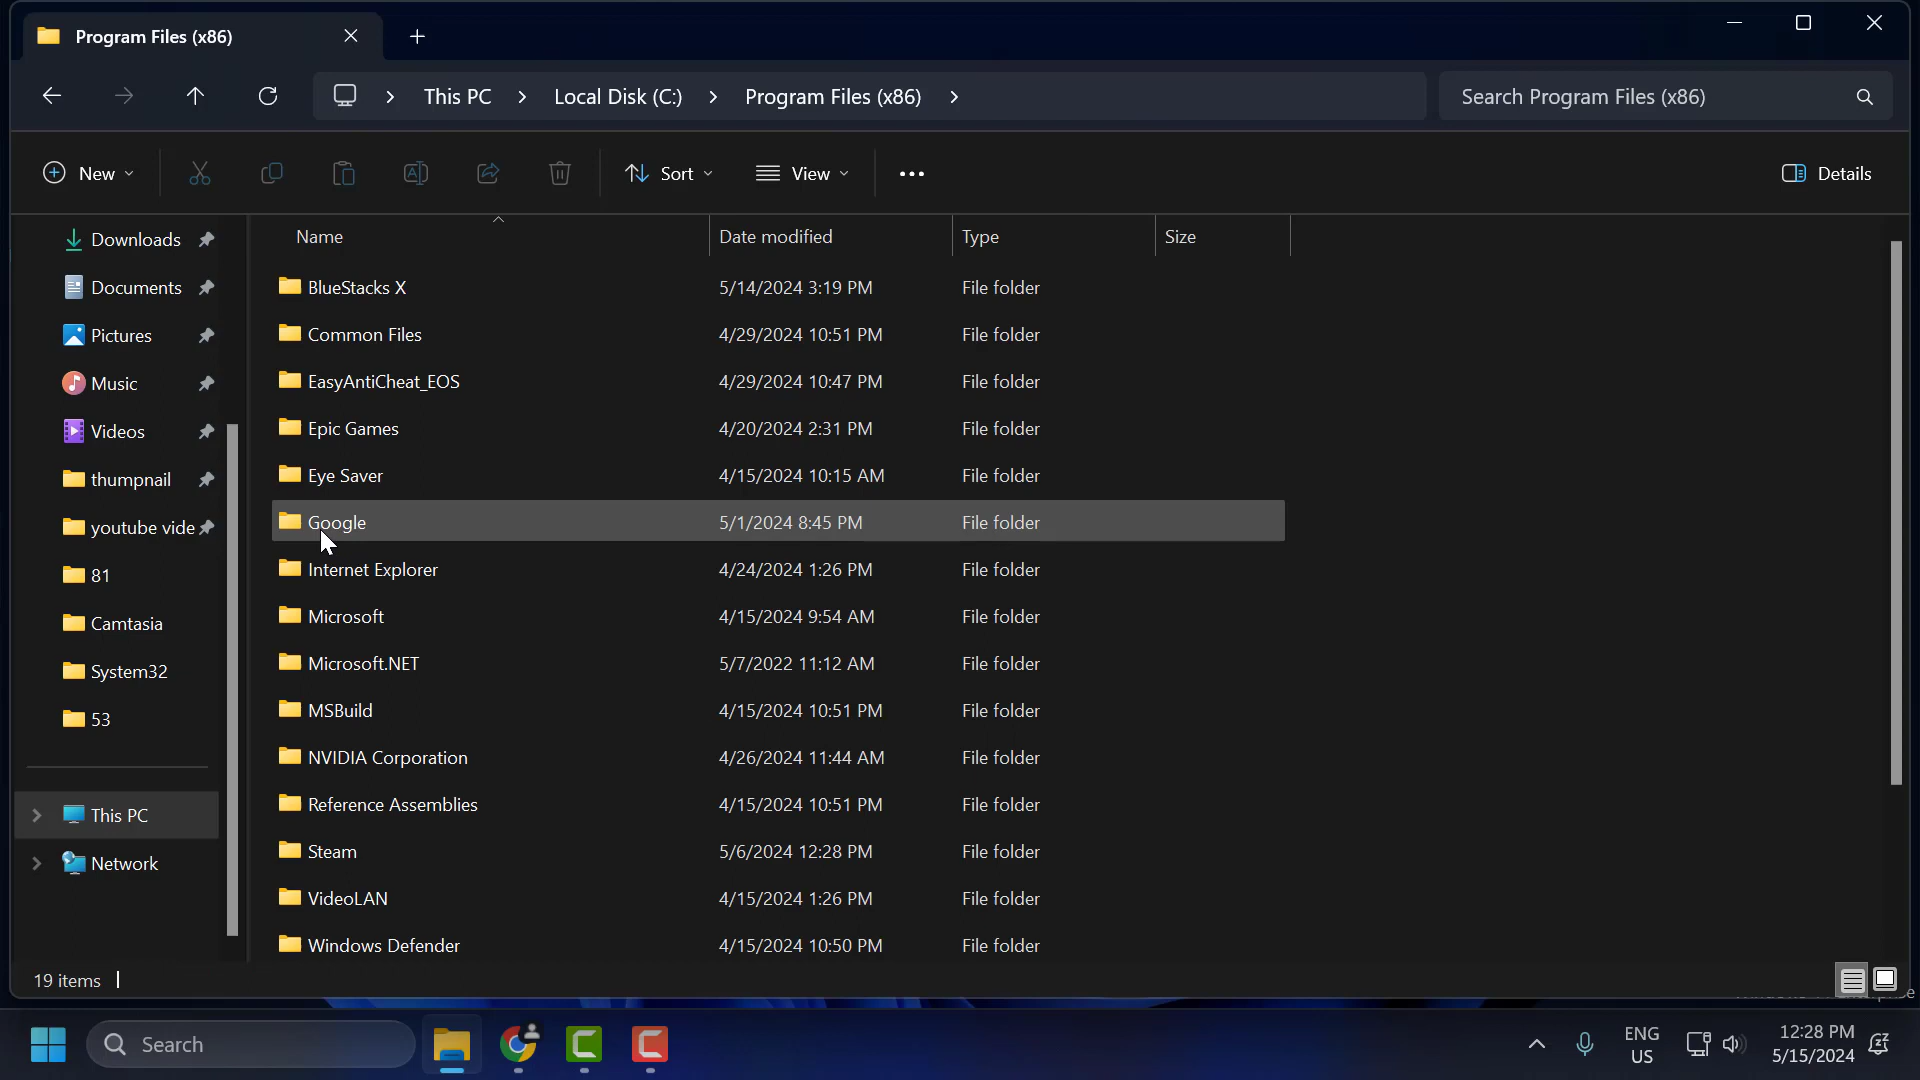 Program Files (x86)
This PC > Local Disk (C:) > Program Files (x86) >
Search Program Files (x86)
New
Sort
View
Details
Downloads
Documents
Pictures
Music
Videos
thumpnail
youtube vide
81
Camtasia
System32
53
This PC
Network
Name Date modified Type Size
BlueStacks X 5/14/2024 3:19 PM File folder
Common Files 4/29/2024 10:51 PM File folder
EasyAntiCheat_EOS 4/29/2024 10:47 PM File folder
Epic Games 4/20/2024 2:31 PM File folder
Eye Saver 4/15/2024 10:15 AM File folder
Google 5/1/2024 8:45 PM File folder
Internet Explorer 4/24/2024 1:26 PM File folder
Microsoft 4/15/2024 9:54 AM File folder
Microsoft.NET 5/7/2022 11:12 AM File folder
MSBuild 4/15/2024 10:51 PM File folder
NVIDIA Corporation 4/26/2024 11:44 AM File folder
Reference Assemblies 4/15/2024 10:51 PM File folder
Steam 5/6/2024 12:28 PM File folder
VideoLAN 4/15/2024 1:26 PM File folder
Windows Defender 4/15/2024 10:50 PM File folder
19 items
Search
ENG
US
12:28 PM
5/15/2024